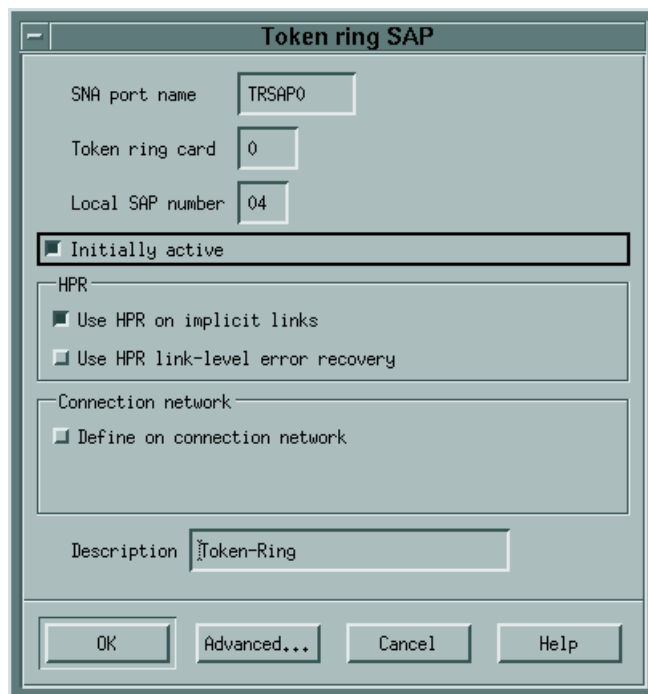 Token ring SAP
SNA port name TRSAP0
Token ring card 0
Local SAP number 04
Initially active
HPR
Use HPR on implicit links
Use HPR link-level error recovery
Connection network
Define on connection network
Description Token-Ring
OK Advanced... Cancel Help